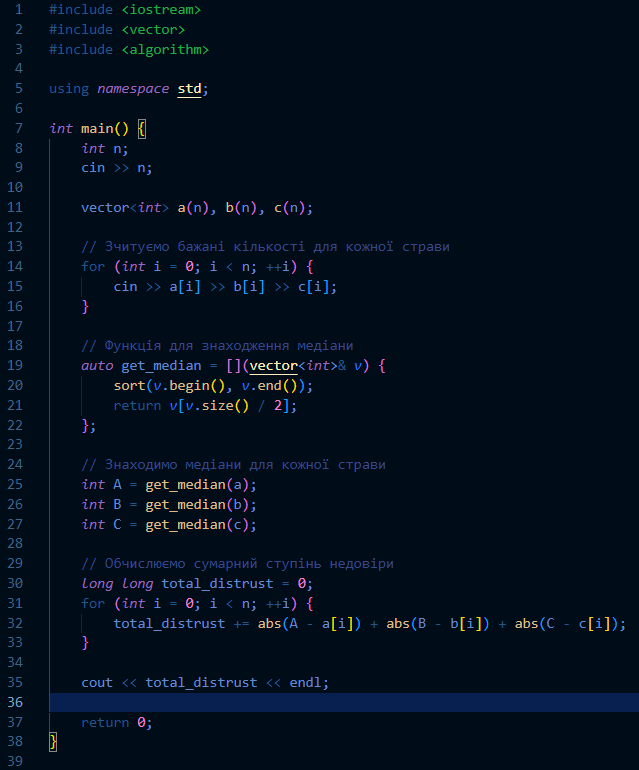 1 #include <iostream>
2 #include <vector>
3 #include <algorithm>
4
5 using namespace std;
6
7 int main() {
8 int n;
9 cin >> n;
10
11 vector<int> a(n), b(n), c(n);
12
13 // Зчитуємо бажані кількості для кожної страви
14 for (int i = 0; i < n; ++i) {
15 cin >> a[i] >> b[i] >> c[i];
16 }
17
18 // Функція для знаходження медіани
19 auto get_median = [](vector<int>& v) {
20 sort(v.begin(), v.end());
21 return v[v.size() / 2];
22 };
23
24 // Знаходимо медіани для кожної страви
25 int A = get_median(a);
26 int B = get_median(b);
27 int C = get_median(c);
28
29 // Обчислюємо сумарний ступінь недовіри
30 long long total_distrust = 0;
31 for (int i = 0; i < n; ++i) {
32 total_distrust += abs(A - a[i]) + abs(B - b[i]) + abs(C - c[i]);
33 }
34
35 cout << total_distrust << endl;
36
37 return 0;
38 }
39